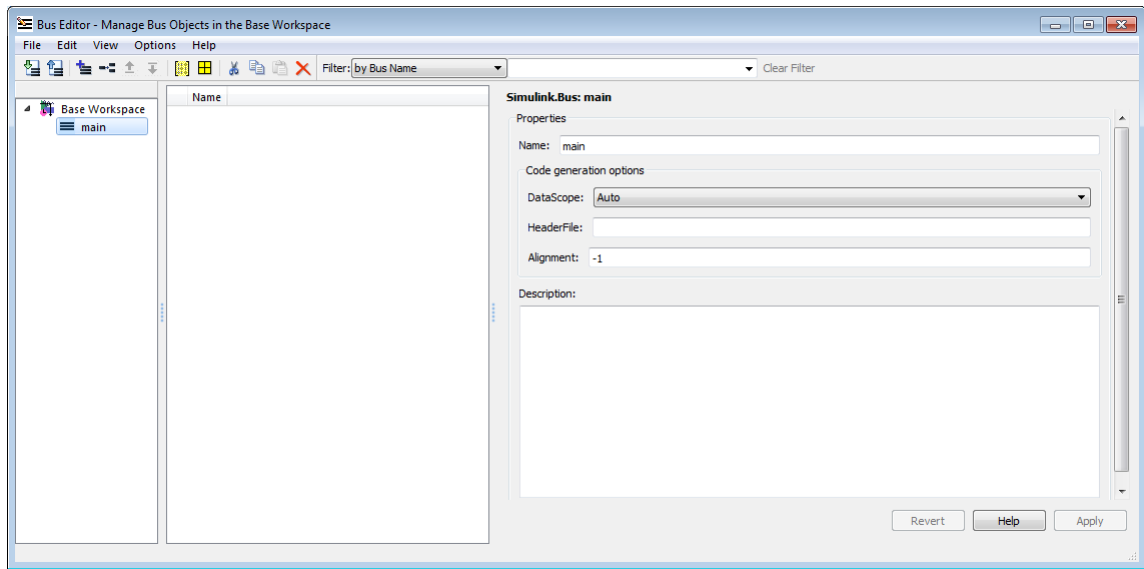 Bus Editor - Manage Bus Objects in the Base Workspace
File Edit View Options Help
Filter: by Bus Name Clear Filter
Base Workspace
main
Name
Simulink.Bus: main
Properties
Name: main
Code generation options
DataScope: Auto
HeaderFile:
Alignment: -1
Description:
Revert Help Apply